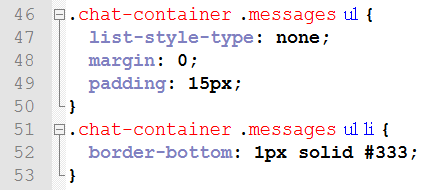 46 .chat-container .messages ul {
47 list-style-type: none;
48 margin: 0;
49 padding: 15px;
50 }
51 .chat-container .messages ul li {
52 border-bottom: 1px solid #333;
53 }